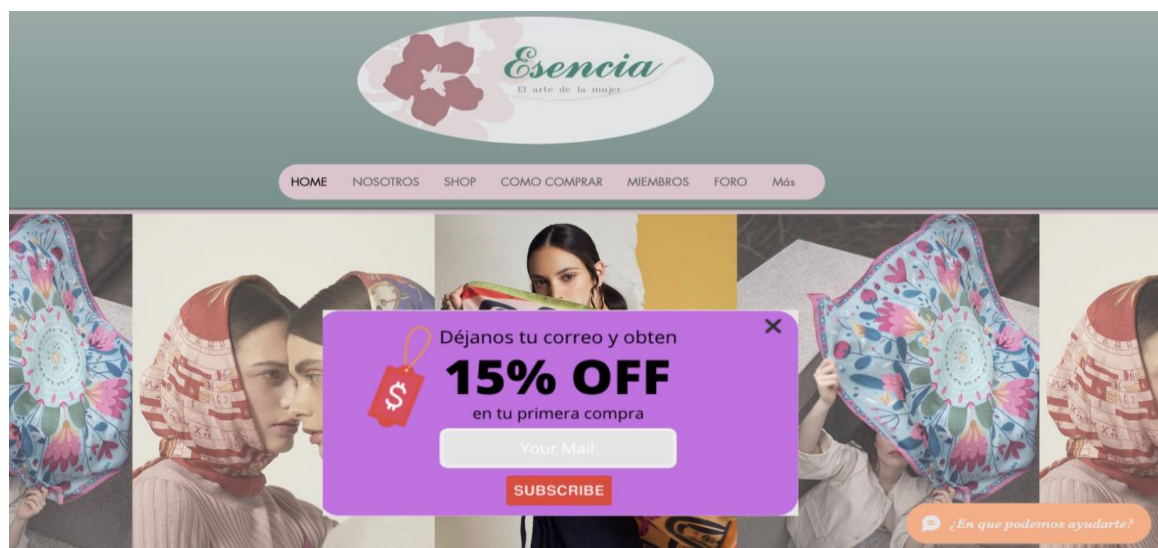 Esencia
El arte de la mujer
HOME NOSOTROS SHOP COMO COMPRAR MIEMBROS FORO Más
Déjanos tu correo y obten
15% OFF
en tu primera compra
$
Your Mail
SUBSCRIBE
¿En que podemos ayudarte?